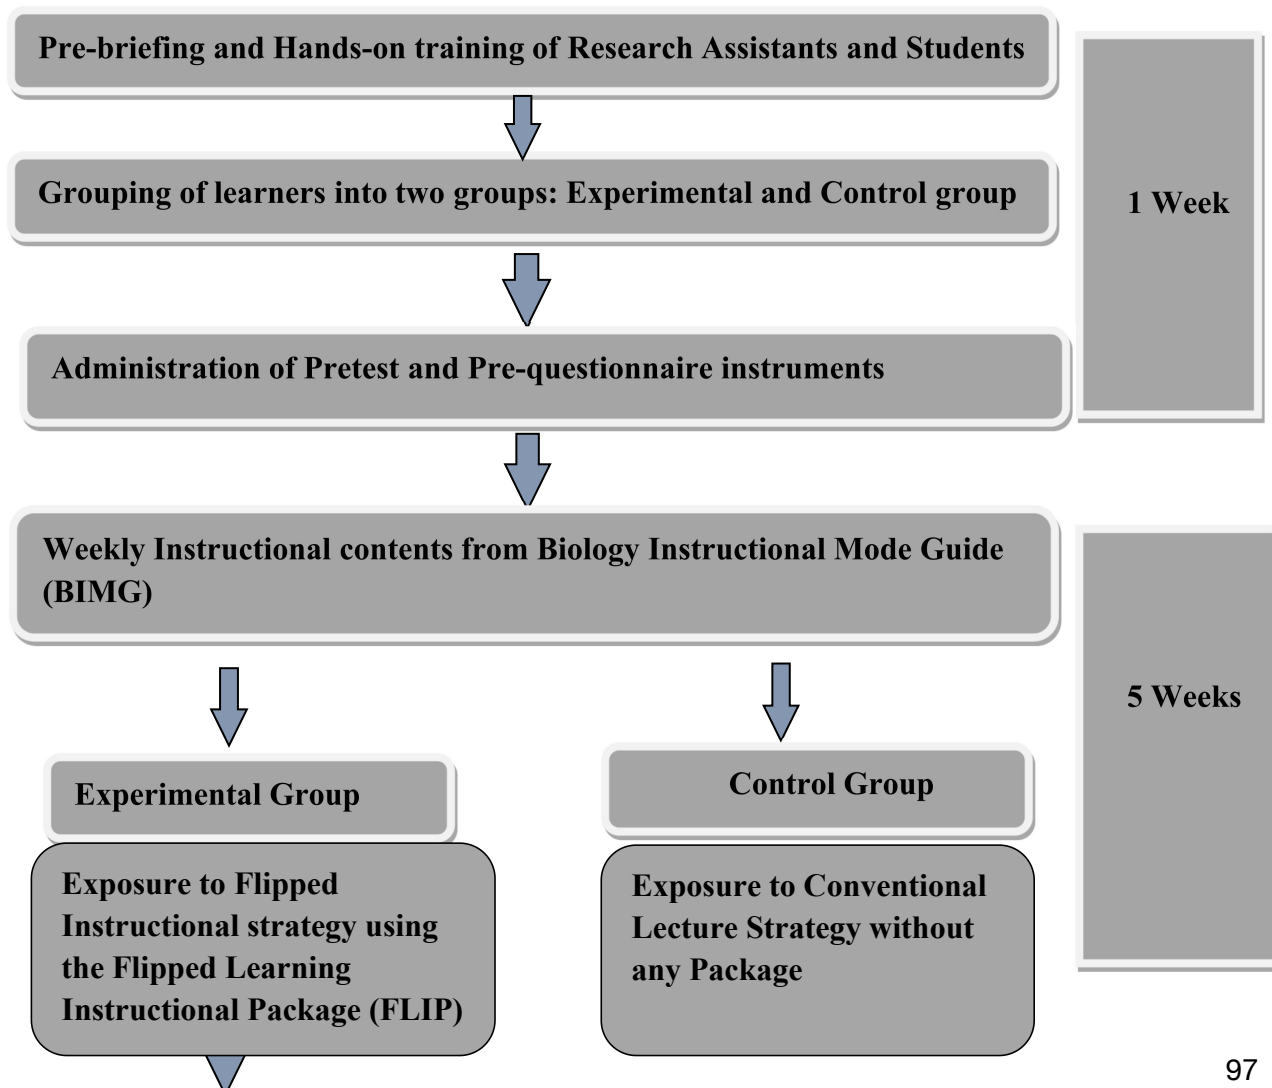 Pre-briefing and Hands-on training of Research Assistants and Students
Grouping of learners into two groups: Experimental and Control group
1 Week
Administration of Pretest and Pre-questionnaire instruments
Weekly Instructional contents from Biology Instructional Mode Guide
(BIMG)
5 Weeks
Experimental Group
Exposure to Flipped
Instructional strategy using
the Flipped Learning
Instructional Package (FLIP)
Control Group
Exposure to Conventional
Lecture Strategy without
any Package
97